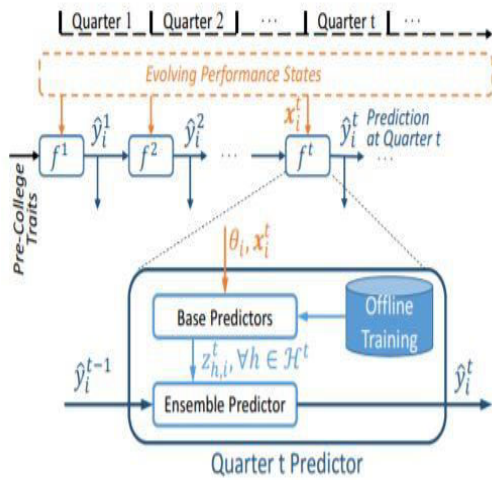 Quarter 1 Quarter 2 ... Quarter t ...
Evolving Performance States
x_i^t
f^1 ŷ_i^1 f^2 ŷ_i^2 ... f^t ŷ_i^t Prediction
at Quarter t
...
Pre-College
Traits
θ_i, x_i^t
Base Predictors
Offline
Training
z_{h,i}^t, ∀h ∈ ℋ^t
ŷ_i^{t-1} ŷ_i^t
Ensemble Predictor
Quarter t Predictor